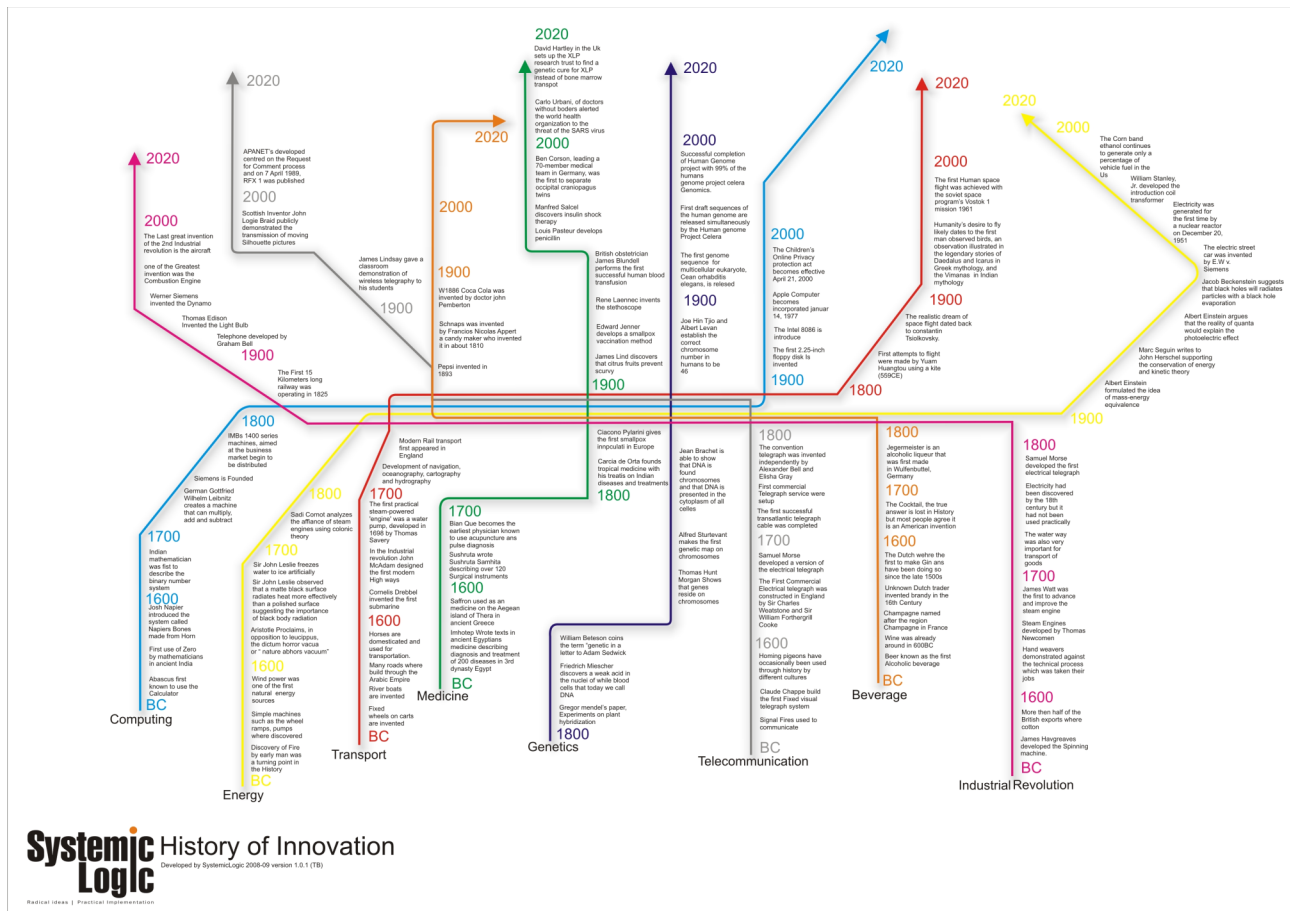 2020
APANET's developed
centred on the Request
for Comment process
and on 7 April 1989,
RFX 1 was published
2000
Scottish Inventor John
Logie Braid publicly
demonstrated the
transmission of moving
Silhouette pictures
James Lindsay gave a
classroom
demonstration of
wireless telegraphy to
his students
1900
2020
2000
The Last great invention
of the 2nd Industrial
revolution is the aircraft
one of the Greatest
invention was the
Combustion Engine
Werner Siemens
invented the Dynamo
Thomas Edison
Invented the Light Bulb
Telephone developed by
Graham Bell
1900
The First 15
Kilometers long
railway was
operating in 1825
2020
2000
1900
W1886 Coca Cola was
invented by doctor john
Pemberton
Schnaps was invented
by Francios Nicolas Appert
a candy maker who invented
it in about 1810
Pepsi invented in
1893
2020
David Hartley in the Uk
sets up the XLP
research trust to find a
genetic cure for XLP
instead of bone marrow
transpot
Carlo Urbani, of doctors
without boders alerted
the world health
organization to the
threat of the SARS virus
2000
Ben Corson, leading a
70-member medical
team in Germany, was
the first to separate
occipital craniopagus
twins
Manfred Salcel
discovers insulin shock
therapy
Louis Pasteur develops
penicillin
British obstetrician
James Blundell
performs the first
successful human blood
transfusion
Rene Laennec invents
the stethoscope
Edward Jenner
develops a smallpox
vaccination method
James Lind discovers
that citrus fruits prevent
scurvy
1900
2020
2000
Successful completion
of Human Genome
project with 99% of the
humans
genome project celera
Genomics.
First draft sequences of
the human genome are
released simultaneously
by the Human genome
Project Celera
The first genome
sequence for
multicellular eukaryote,
Cean orhabditis
elegans, is relesed
1900
Joe Hin Tjio and
Albert Levan
establish the
correct
chromosome
number in
humans to be
46
2020
2000
The Children's
Online Privacy
protection act
becomes effective
April 21, 2000
Apple Computer
becomes
incorporated januar
14, 1977
The Intel 8086 is
introduce
The first 2.25-inch
floppy disk Is
invented
1900
2020
2000
The first Human space
flight was achieved with
the soviet space
program's Vostok 1
mission 1961
Humanity's desire to fly
likely dates to the first
man observed birds, an
observation illustrated in
the legendary stories of
Daedalus and Icarus in
Greek mythology, and
the Vimanas in Indian
mythology
1900
The realistic dream of
space flight dated back
to constantin
Tsiolkovsky.
First attempts to flight
were made by Yuam
Huangtou using a kite
(559CE)
1800
2020
2000
The Corn band
ethanol continues
to generate only a
percentage of
vehicle fuel in the
Us
William Stanley,
Jr. developed the
introduction coil
transformer
Electricity was
generated for
the first time by
a nuclear reactor
on December 20,
1951
The electric street
car was invented
by E.W v.
Siemens
Jacob Beckenstein suggests
that black holes will radiates
particles with a black hole
evaporation
Albert Einstein argues
that the reality of quanta
would explain the
photoelectric effect
Marc Seguin writes to
John Herschel supporting
the conservation of energy
and kinetic theory
Albert Einstein
formulated the idea
of mass-energy
equivalence
1900
1800
IMBs 1400 series
machines, aimed
at the business
market begin to
be distributed
Siemens is Founded
German Gottfried
Wilhelm Leibnitz
creates a machine
that can multiply,
add and subtract
1700
Indian
mathematician
was fist to
describe the
binary number
system
1600
Josh Napier
introduced the
system called
Napiers Bones
made from Horn
First use of Zero
by mathematicians
in ancient India
Abascus first
known to use the
Calculator
BC
Computing
1800
Sadi Comot analyzes
the affiance of steam
engines using colonic
theory
1700
Sir John Leslie freezes
water to ice artificially
Sir John Leslie observed
that a matte black surface
radiates heat more effectively
than a polished surface
suggesting the importance
of black body radiation
Aristotle Proclaims, in
opposition to leucippus,
the dictum horror vacua
or " nature abhors vacuum"
1600
Wind power was
one of the first
natural energy
sources
Simple machines
such as the wheel
ramps, pumps
where discovered
Discovery of Fire
by early man was
a turning point in
the History
BC
Energy
Modern Rail transport
first appeared in
England
Development of navigation,
oceanography, cartography
and hydrography
1700
The first practical
steam-powered
'engine' was a water
pump, developed in
1698 by Thomas
Savery
In the Industrial
revolution John
McAdam designed
the first modern
High ways
Cornelis Drebbel
invented the first
submarine
1600
Horses are
domesticated and
used for
transportation.
Many roads where
build through the
Arabic Empire
River boats
are invented
Fixed
wheels on carts
are invented
BC
Transport
Ciacono Pylarini gives
the first smallpox
innpculati in Europe
Carcia de Orta founds
tropical medicine with
his treatis on Indian
diseases and treatments
1800
1700
Bian Que becomes the
earliest physician known
to use acupuncture ans
pulse diagnosis
Sushruta wrote
Sushruta Samhita
describing over 120
Surgical instruments
1600
Saffron used as an
medicine on the Aegean
island of Thera in
ancient Greece
Imhotep Wrote texts in
ancient Egyptians
medicine describing
diagnosis and treatment
of 200 diseases in 3rd
dynasty Egypt
BC
Medicine
Jean Brachet is
able to show
that DNA is
found
chromosomes
and that DNA is
presented in the
cytoplasm of all
celles
Alfred Sturtevant
makes the first
genetic map on
chromosomes
Thomas Hunt
Morgan Shows
that genes
reside on
chromosomes
William Beteson coins
the term "genetic in a
letter to Adam Sedwick
Friedrich Miescher
discovers a weak acid in
the nuclei of while blood
cells that today we call
DNA
Gregor mendel's paper,
Experiments on plant
hybridization
1800
Genetics
1800
The convention
telegraph was invented
independently by
Alexander Bell and
Elisha Gray
First commercial
Telegraph service were
setup
The first successful
transatlantic telegraph
cable was completed
1700
Samuel Morse
developed a version of
the electrical telegraph
The First Commercial
Electrical telegraph was
constructed in England
by Sir Charles
Weatstone and Sir
William Forthergrill
Cooke
1600
Homing pigeons have
occasionally been used
through history by
different cultures
Claude Chappe build
the first Fixed visual
telegraph system
Signal Fires used to
communicate
BC
Telecommunication
1800
Jegermeister is an
alcoholic liqueur that
was first made in
Wulfenbuttel,
Germany
1700
The Cocktail, the true
answer is lost in History
but most people agree it
is an American invention
1600
The Dutch wehre the
first to make Gin ans
have been doing so
since the late 1500s
Unknown Dutch trader
invented brandy in the
16th Century
Champagne named
after the region
Champagne in France
Wine was already
around in 600BC
Beer known as the first
Alcoholic beverage
BC
Beverage
1800
Samuel Morse
developed the first
electrical telegraph
Electricity had
been discovered
by the 18th
century but it
had not been
used practically
The water way
was also very
important for
transport of
goods
1700
James Watt was
the first to advance
and improve the
steam engine
Steam Engines
developed by Thomas
Newcomen
Hand weavers
demonstrated against
the technical process
which was taken their
jobs
1600
More then half of the
British exports where
cotton
James Havgreaves
developed the Spinning
machine.
BC
Industrial Revolution
Systemic
Logic
Radical ideas | Practical Implementation
History of Innovation
Developed by SystemicLogic 2008-09 version 1.0.1 (TB)